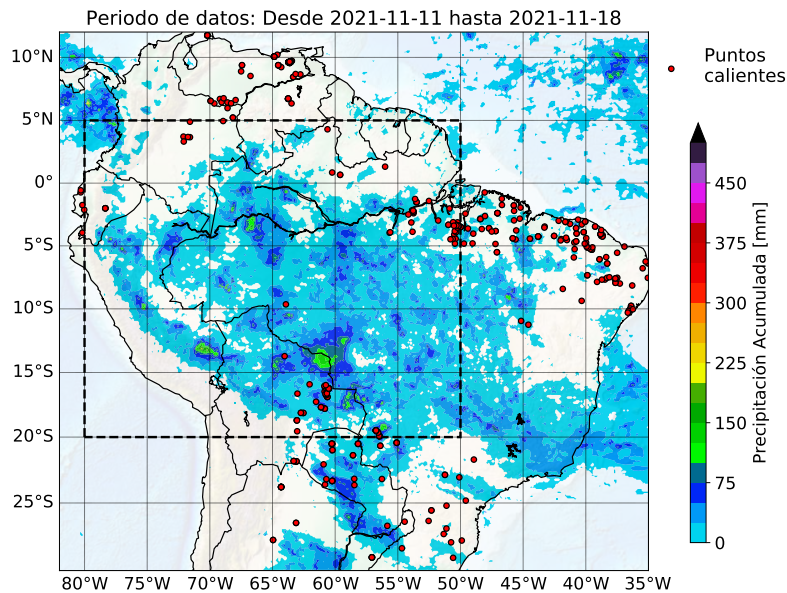 Periodo de datos: Desde 2021-11-11 hasta 2021-11-18
10°N
5°N
0°
5°S
10°S
15°S
20°S
25°S
80°W
75°W
70°W
65°W
60°W
55°W
50°W
45°W
40°W
35°W
Puntos
calientes
450
375
300
225
150
75
0
Precipitación Acumulada [mm]